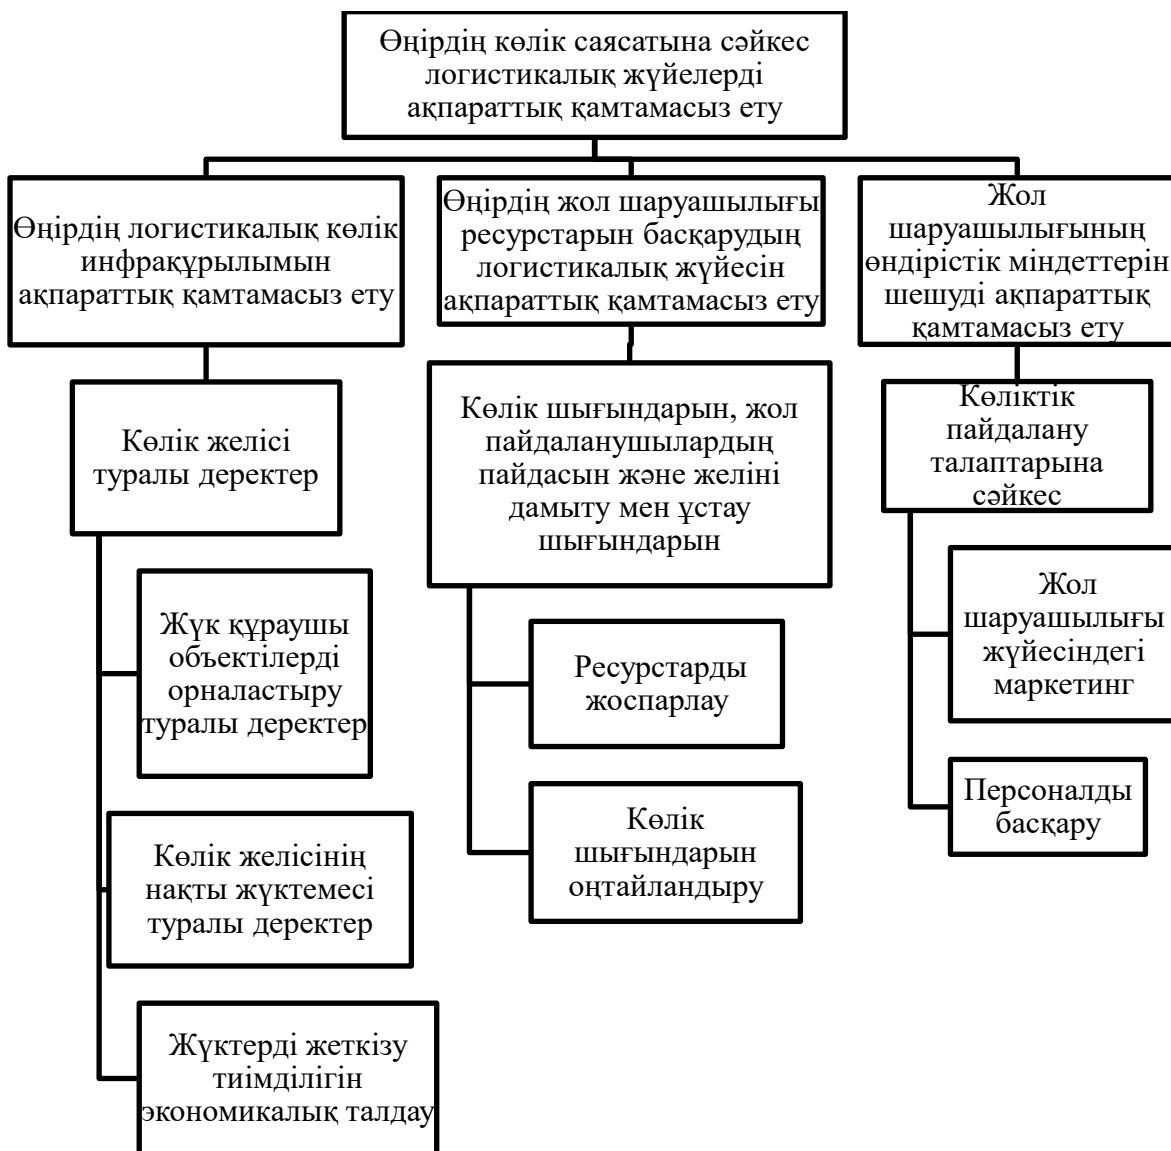 Өңірдің көлік саясатына сәйкес
логистикалық жүйелерді
ақпараттық қамтамасыз ету
Өңірдің логистикалық көлік
инфрақұрылымын
ақпараттық қамтамасыз ету
Өңірдің жол шаруашылығы
ресурстарын басқарудың
логистикалық жүйесін
ақпараттық қамтамасыз ету
Жол
шаруашылығының
өндірістік міндеттерін
шешуді ақпараттық
қамтамасыз ету
Көлік желісі
туралы деректер
Көлік шығындарын, жол
пайдаланушылардың
пайдасын және желіні
дамыту мен ұстау
шығындарын
Көліктік
пайдалану
талаптарына
сәйкес
Жүк құраушы
объектілерді
орналастыру
туралы деректер
Ресурстарды
жоспарлау
Жол
шаруашылығы
жүйесіндегі
маркетинг
Көлік желісінің
нақты жүктемесі
туралы деректер
Көлік
шығындарын
оңтайландыру
Персоналды
басқару
Жүктерді жеткізу
тиімділігін
экономикалық талдау